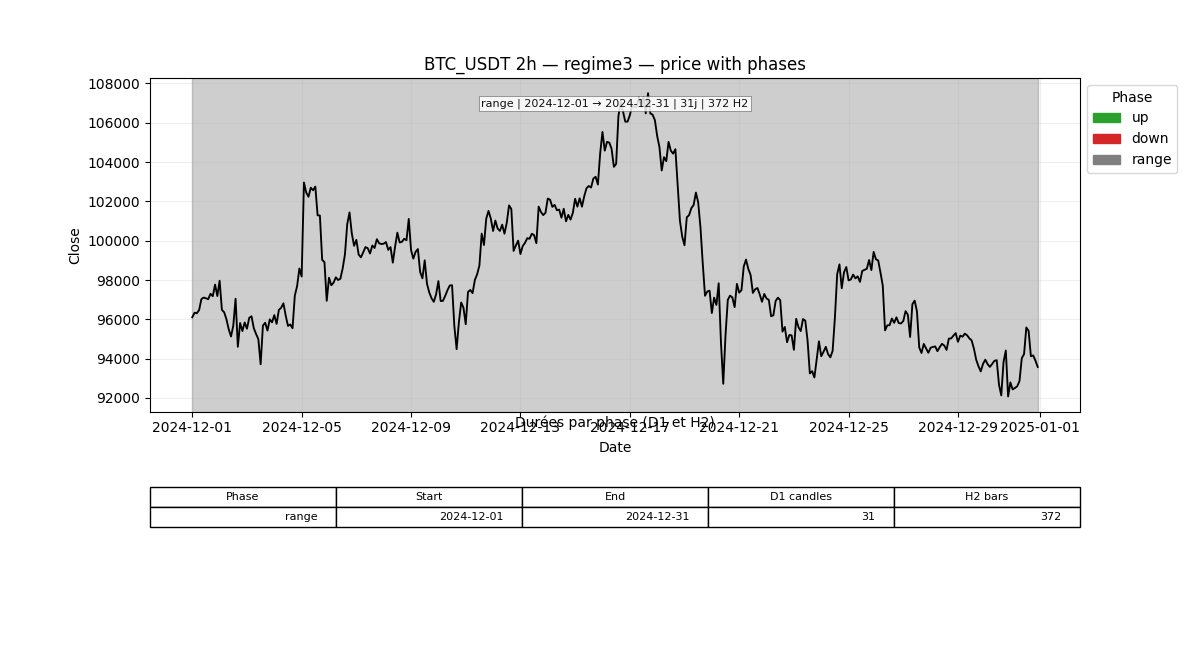 BTC_USDT 2h — regime3 — price with phases
108000
106000
104000
102000
100000
98000
96000
94000
92000
Close
range | 2024-12-01 → 2024-12-31 | 31j | 372 H2
Phase
up
down
range
Durées par phase (D1 et H2)
2024-12-01 2024-12-05 2024-12-09 2024-12-13 2024-12-17 2024-12-21 2024-12-25 2024-12-29 2025-01-01
Date
Phase Start End D1 candles H2 bars
range 2024-12-01 2024-12-31 31 372